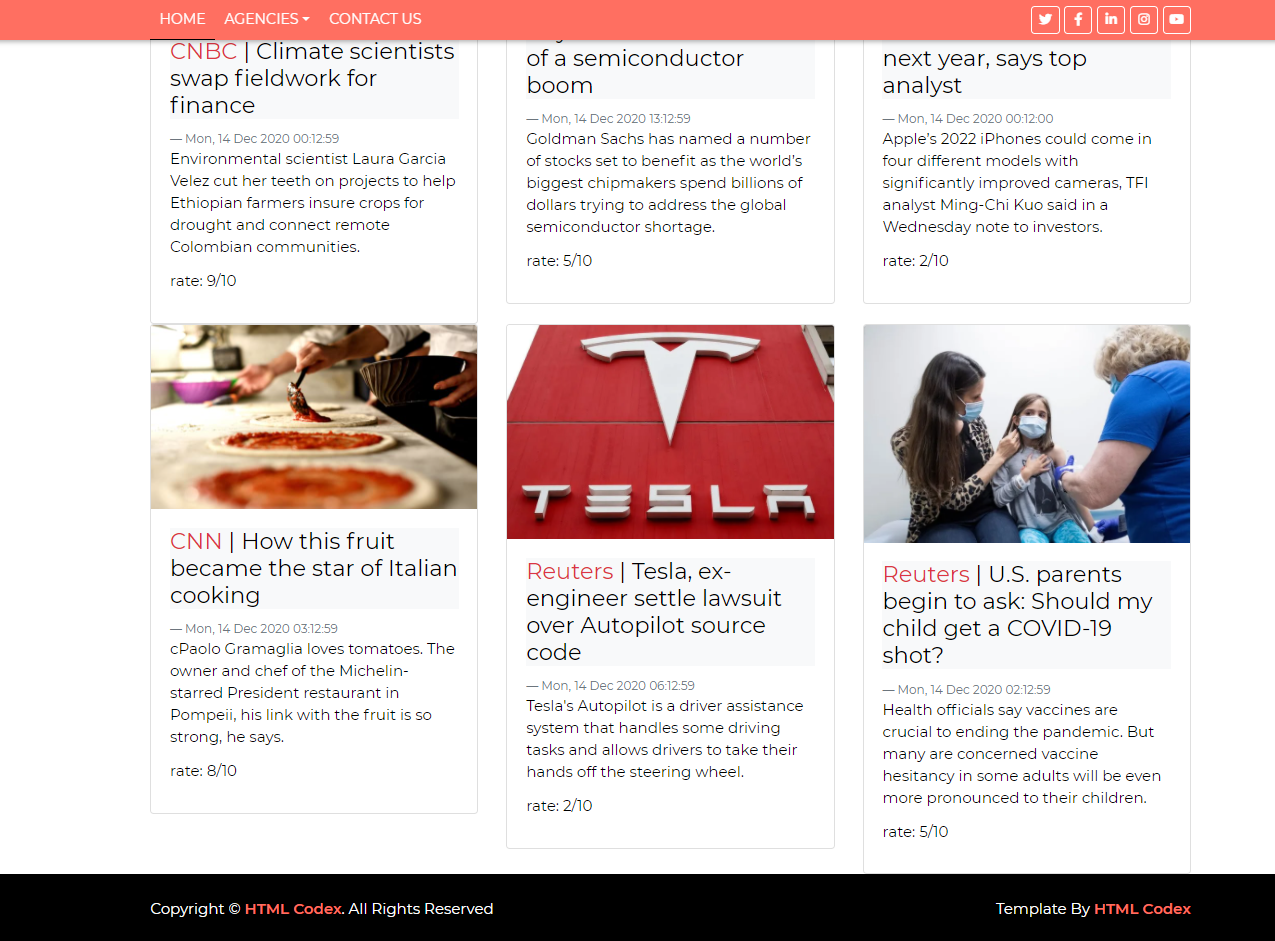 HOME AGENCIES CONTACT US
CNBC | Climate scientists
swap fieldwork for
finance
— Mon, 14 Dec 2020 00:12:59
Environmental scientist Laura Garcia
Velez cut her teeth on projects to help
Ethiopian farmers insure crops for
drought and connect remote
Colombian communities.
rate: 9/10
of a semiconductor
boom
— Mon, 14 Dec 2020 13:12:59
Goldman Sachs has named a number
of stocks set to benefit as the world's
biggest chipmakers spend billions of
dollars trying to address the global
semiconductor shortage.
rate: 5/10
next year, says top
analyst
— Mon, 14 Dec 2020 00:12:00
Apple's 2022 iPhones could come in
four different models with
significantly improved cameras, TFI
analyst Ming-Chi Kuo said in a
Wednesday note to investors.
rate: 2/10
CNN | How this fruit
became the star of Italian
cooking
— Mon, 14 Dec 2020 03:12:59
cPaolo Gramaglia loves tomatoes. The
owner and chef of the Michelin-
starred President restaurant in
Pompeii, his link with the fruit is so
strong, he says.
rate: 8/10
TESLA
Reuters | Tesla, ex-
engineer settle lawsuit
over Autopilot source
code
— Mon, 14 Dec 2020 06:12:59
Tesla's Autopilot is a driver assistance
system that handles some driving
tasks and allows drivers to take their
hands off the steering wheel.
rate: 2/10
Reuters | U.S. parents
begin to ask: Should my
child get a COVID-19
shot?
— Mon, 14 Dec 2020 02:12:59
Health officials say vaccines are
crucial to ending the pandemic. But
many are concerned vaccine
hesitancy in some adults will be even
more pronounced to their children.
rate: 5/10
Copyright © HTML Codex. All Rights Reserved
Template By HTML Codex